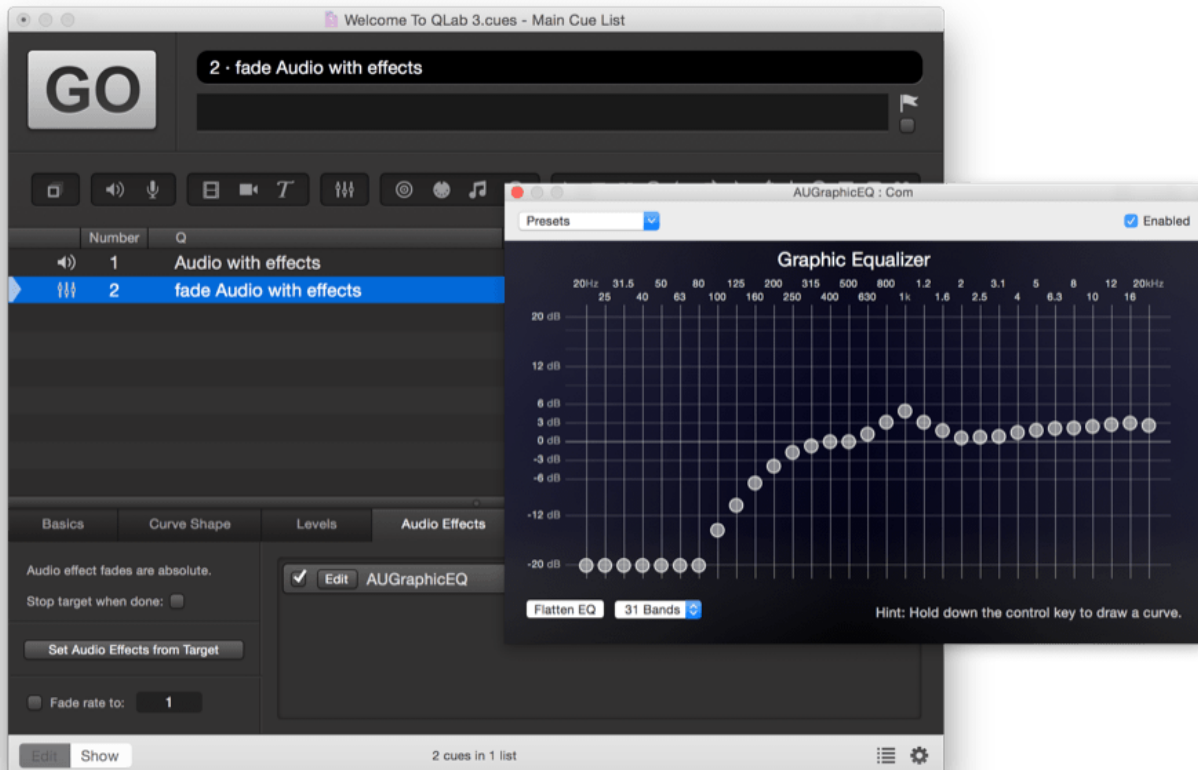 Welcome To QLab 3.cues - Main Cue List
GO
2 · fade Audio with effects
Number Q
1 Audio with effects
2 fade Audio with effects
Basics Curve Shape Levels Audio Effects
Audio effect fades are absolute.
Stop target when done:
Set Audio Effects from Target
Fade rate to: 1
Edit AUGraphicEQ
Edit Show
2 cues in 1 list
AUGraphicEQ : Com
Presets
Enabled
Graphic Equalizer
20Hz 31.5 50 80 125 200 315 500 800 1.2 2 3.1 5 8 12 20kHz
25 40 63 100 160 250 400 630 1k 1.6 2.5 4 6.3 10 16
20 dB
12 dB
6 dB
3 dB
0 dB
-3 dB
-6 dB
-12 dB
-20 dB
Flatten EQ 31 Bands
Hint: Hold down the control key to draw a curve.